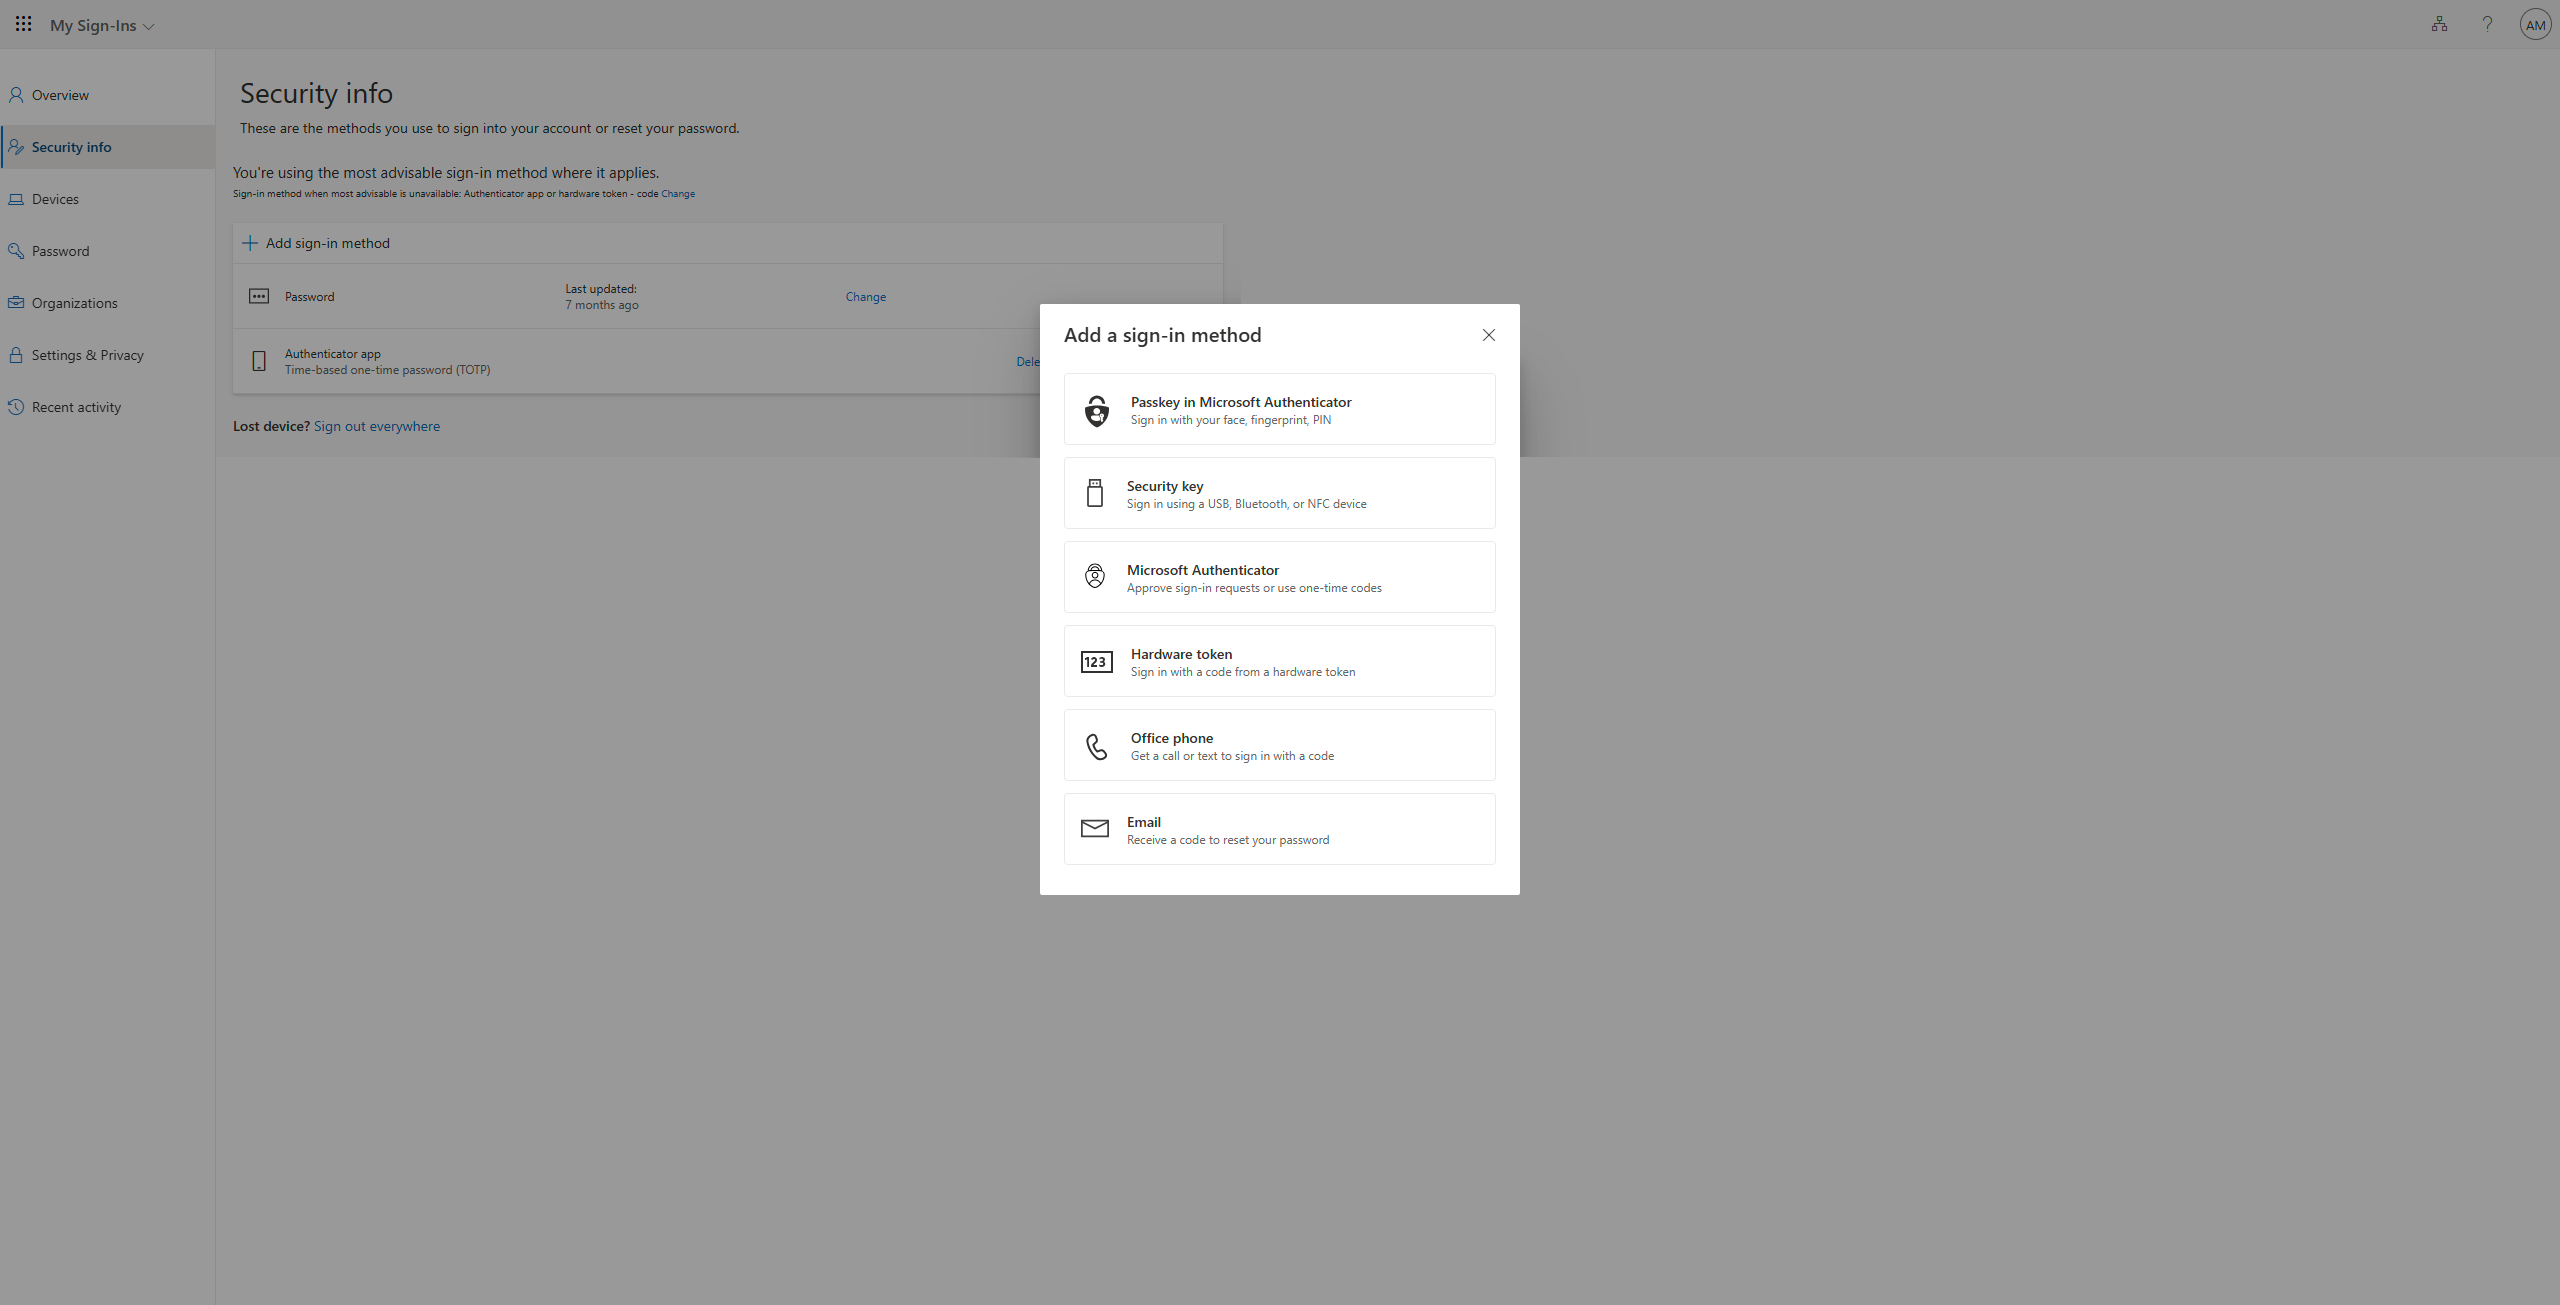 My Sign-Ins
AM
Overview
Security info
Devices
Password
Organizations
Settings & Privacy
Recent activity
Security info
These are the methods you use to sign into your account or reset your password.
You're using the most advisable sign-in method where it applies.
Sign-in method when most advisable is unavailable: Authenticator app or hardware token - code Change
Add sign-in method
Password
Last updated:
7 months ago
Change
Authenticator app
Time-based one-time password (TOTP)
Dele
Lost device? Sign out everywhere
Add a sign-in method
Passkey in Microsoft Authenticator
Sign in with your face, fingerprint, PIN
Security key
Sign in using a USB, Bluetooth, or NFC device
Microsoft Authenticator
Approve sign-in requests or use one-time codes
123
Hardware token
Sign in with a code from a hardware token
Office phone
Get a call or text to sign in with a code
Email
Receive a code to reset your password